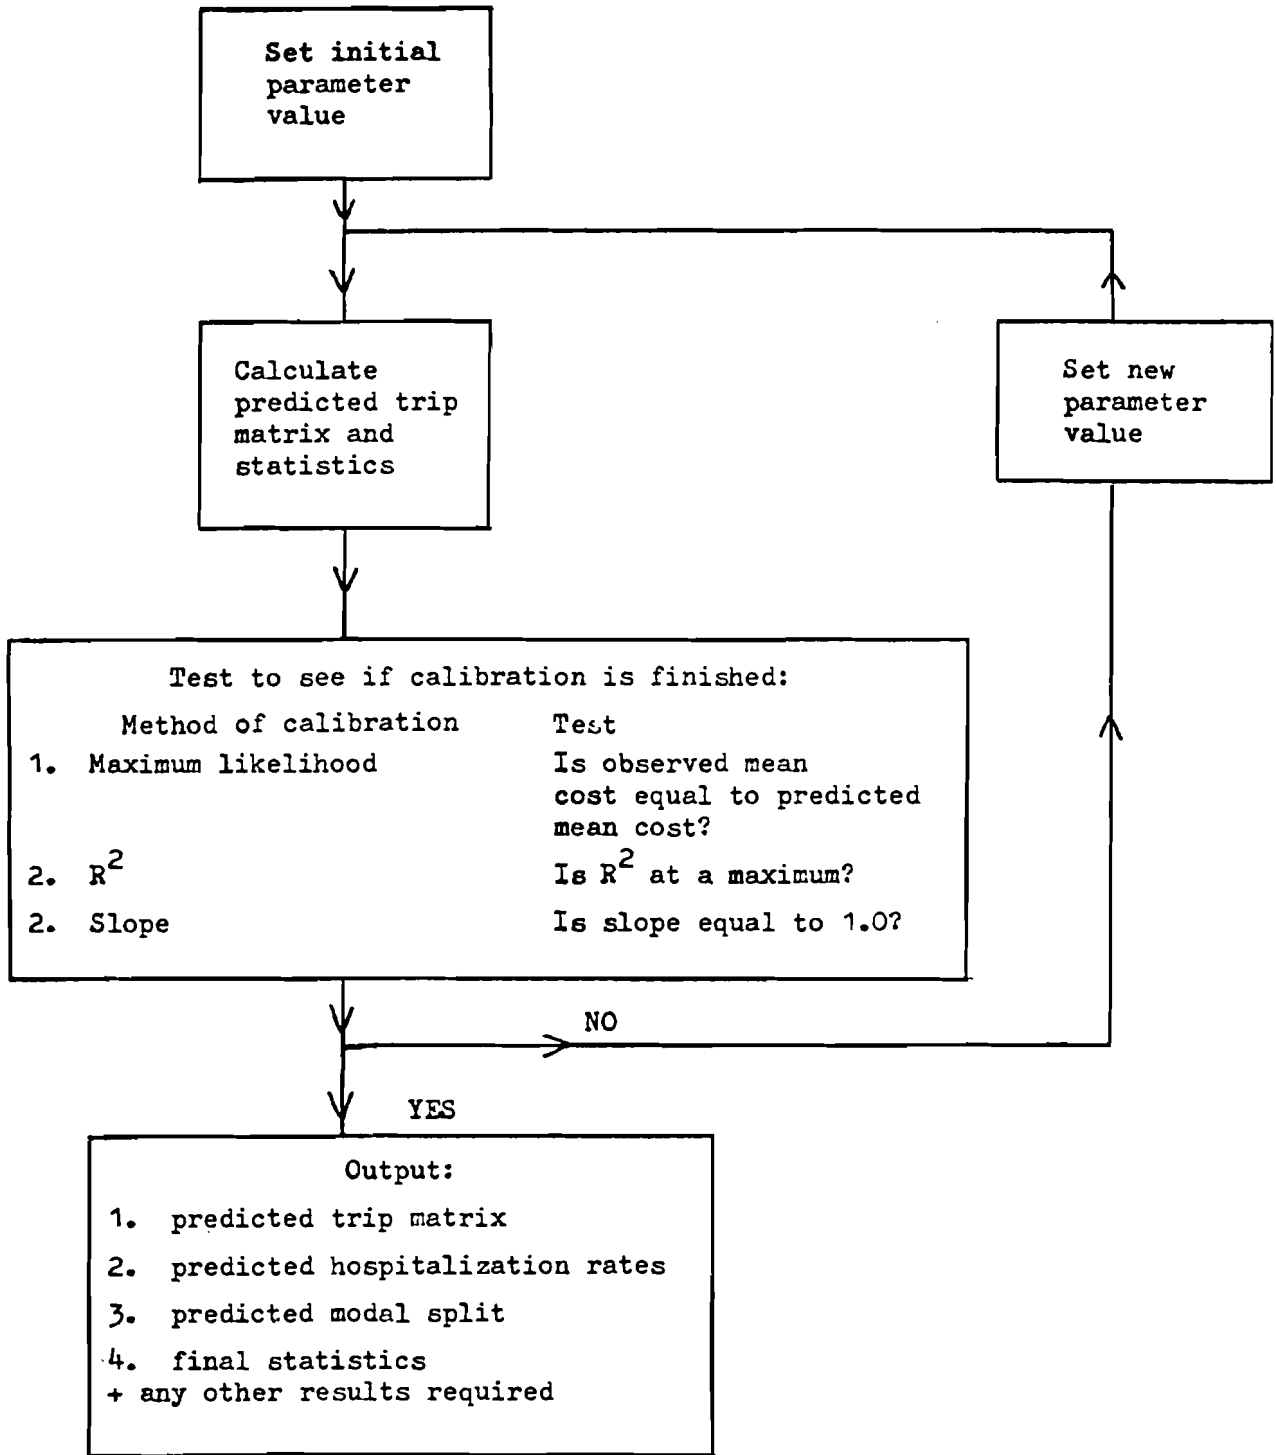 Set initial
parameter
value
Calculate
predicted trip
matrix and
statistics
Set new
parameter
value
Test to see if calibration is finished:
Method of calibration Test
1. Maximum likelihood Is observed mean
cost equal to predicted
mean cost?
2. R² Is R² at a maximum?
2. Slope Is slope equal to 1.0?
NO
YES
Output:
1. predicted trip matrix
2. predicted hospitalization rates
3. predicted modal split
4. final statistics
+ any other results required